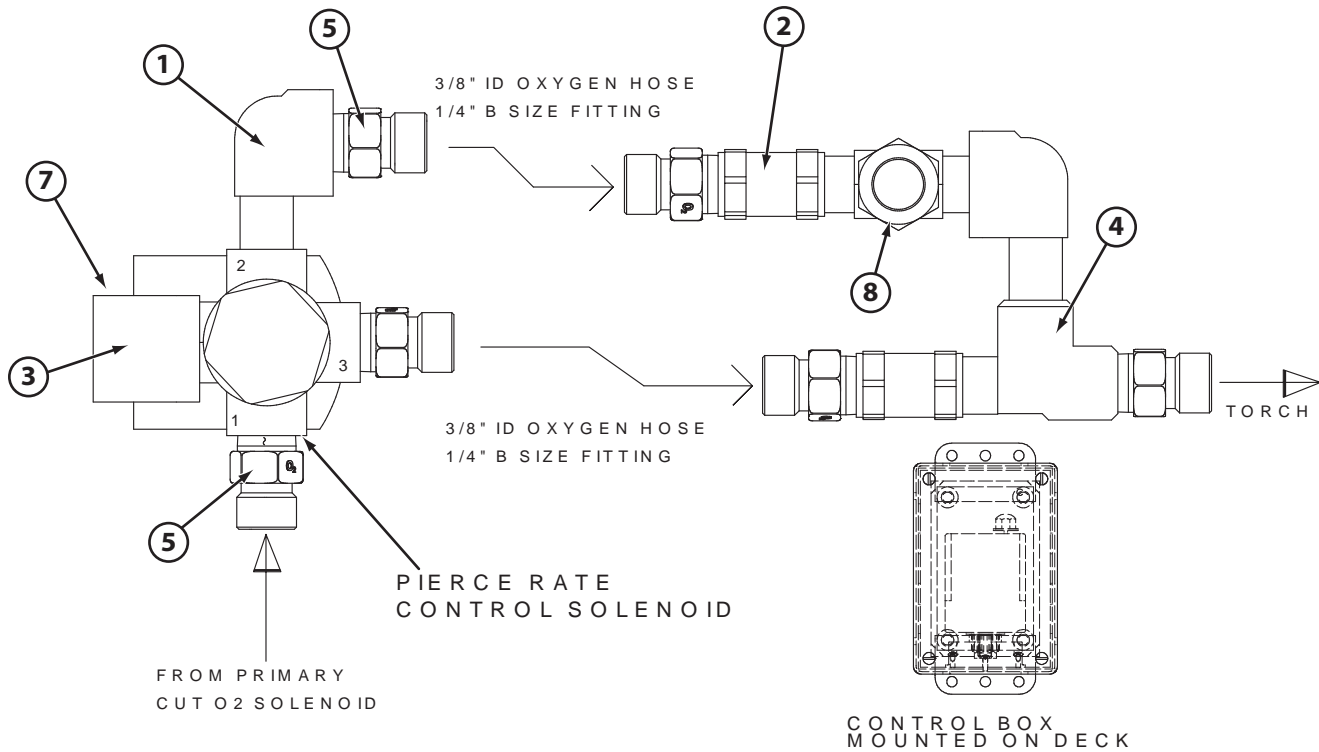 1
5
2
3/8" ID OXYGEN HOSE
1/4" B SIZE FITTING
7
8
4
2
3
3
1
3/8" ID OXYGEN HOSE
1/4" B SIZE FITTING
TORCH
O2
5
PIERCE RATE
CONTROL SOLENOID
FROM PRIMARY
CUT O2 SOLENOID
CONTROL BOX
MOUNTED ON DECK